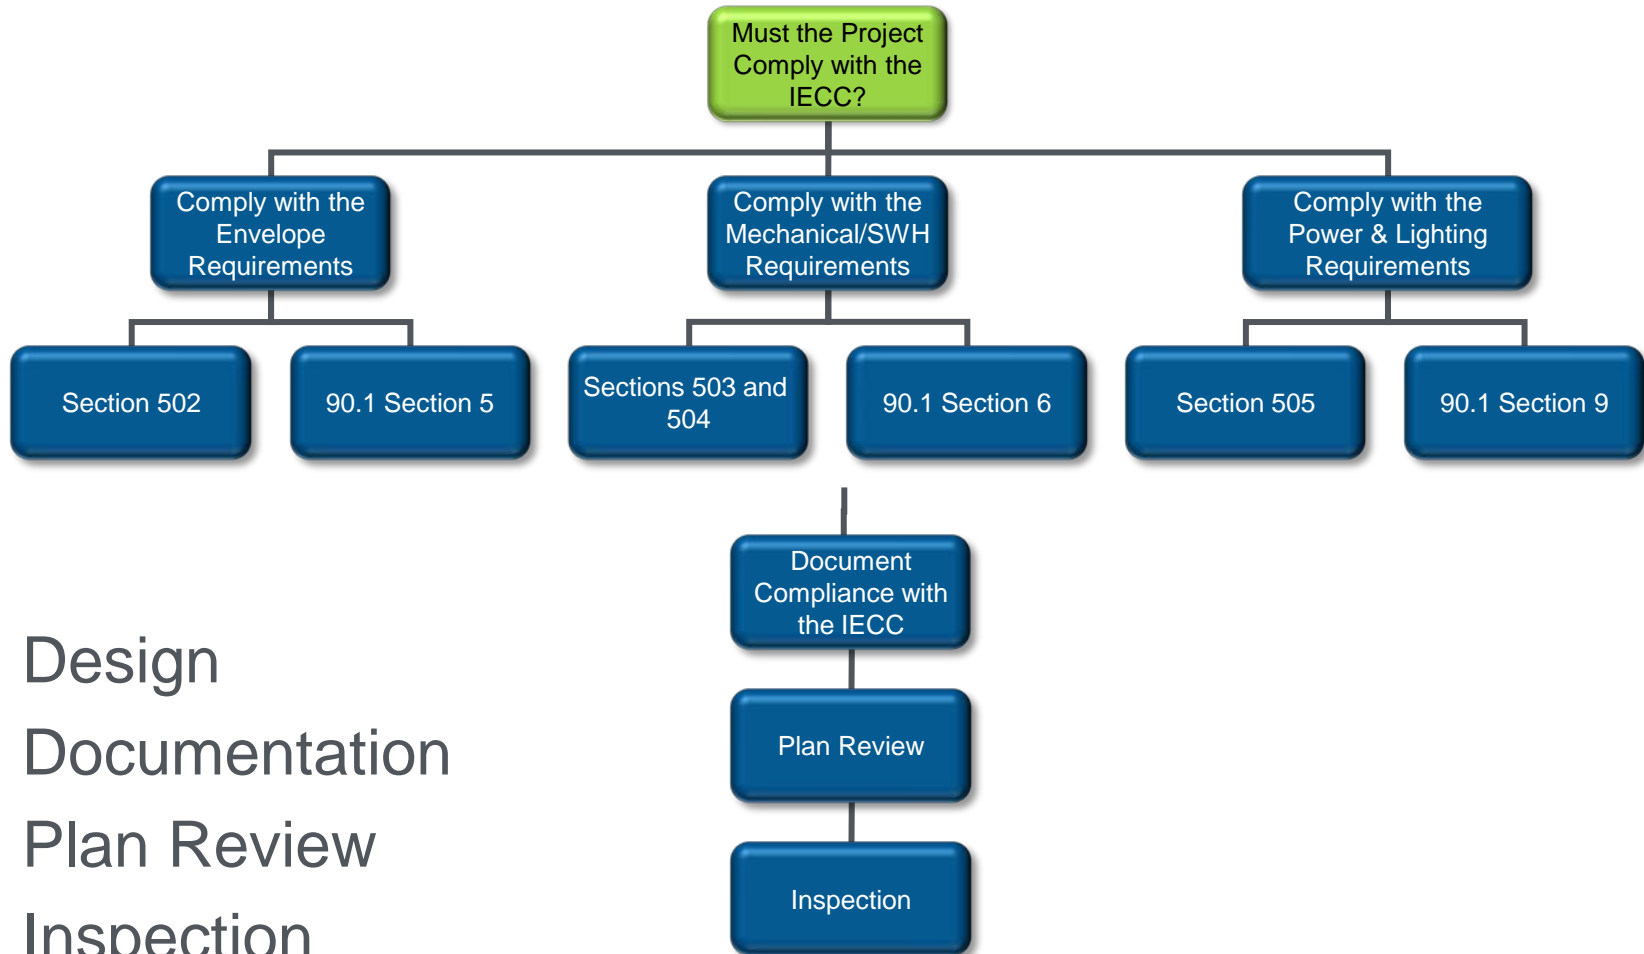 Must the Project
Comply with the
IECC?
Comply with the
Envelope
Requirements
Comply with the
Mechanical/SWH
Requirements
Comply with the
Power & Lighting
Requirements
Section 502
90.1 Section 5
Sections 503 and
504
90.1 Section 6
Section 505
90.1 Section 9
Document
Compliance with
the IECC
Plan Review
Inspection
Design
Documentation
Plan Review
Inspection